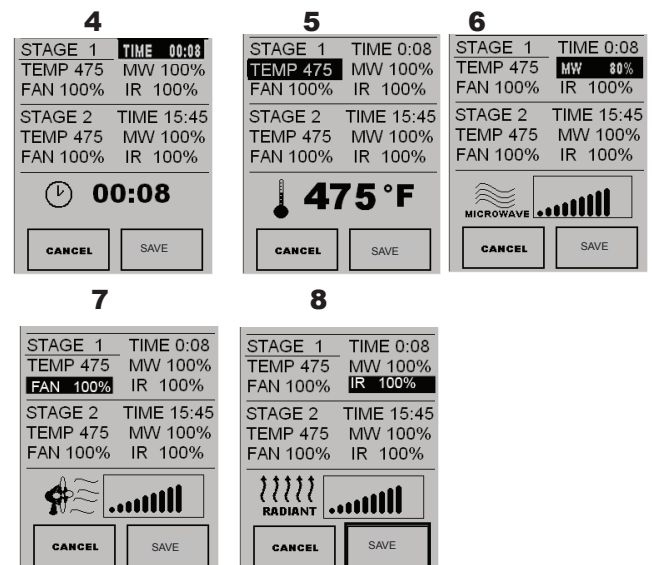 4
STAGE 1 TIME 00:08
TEMP 475 MW 100%
FAN 100% IR 100%
STAGE 2 TIME 15:45
TEMP 475 MW 100%
FAN 100% IR 100%
00:08
CANCEL SAVE
5
STAGE 1 TIME 0:08
TEMP 475 MW 100%
FAN 100% IR 100%
STAGE 2 TIME 15:45
TEMP 475 MW 100%
FAN 100% IR 100%
475°F
CANCEL SAVE
6
STAGE 1 TIME 0:08
TEMP 475 MW 80%
FAN 100% IR 100%
STAGE 2 TIME 15:45
TEMP 475 MW 100%
FAN 100% IR 100%
MICROWAVE
CANCEL SAVE
7
STAGE 1 TIME 0:08
TEMP 475 MW 100%
FAN 100% IR 100%
STAGE 2 TIME 15:45
TEMP 475 MW 100%
FAN 100% IR 100%
CANCEL SAVE
8
STAGE 1 TIME 0:08
TEMP 475 MW 100%
FAN 100% IR 100%
STAGE 2 TIME 15:45
TEMP 475 MW 100%
FAN 100% IR 100%
RADIANT
CANCEL SAVE